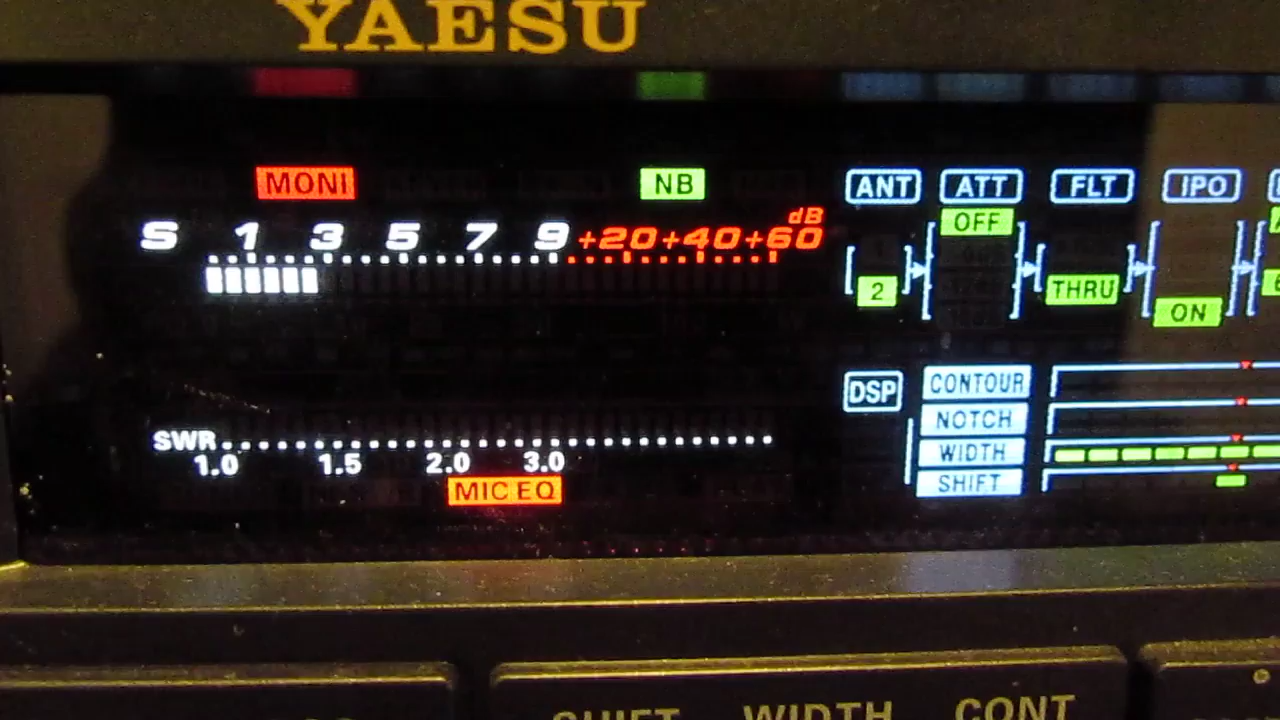 YAESU
MONI NB
ANT ATT FLT IPO
S 1 3 5 7 9 +20+40+60 dB
OFF
2 THRU ON
DSP CONTOUR
NOTCH
SWR
WIDTH
1.0 1.5 2.0 3.0
MIC EQ
SHIFT
SHIFT WIDTH CONT